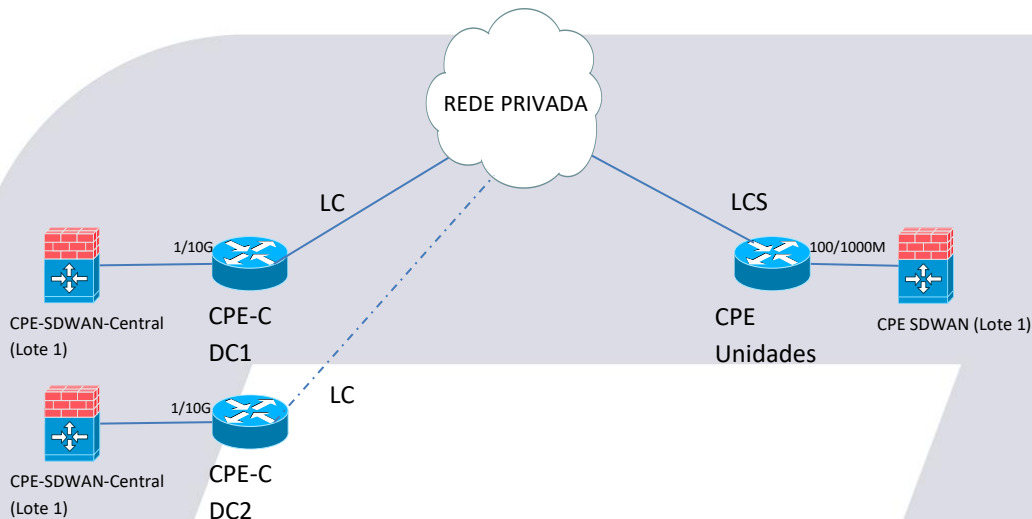 REDE PRIVADA
LC
LCS
1/10G
100/1000M
CPE-SDWAN-Central
(Lote 1)
CPE-C
DC1
CPE
Unidades
CPE SDWAN (Lote 1)
1/10G
LC
CPE-SDWAN-Central
(Lote 1)
CPE-C
DC2